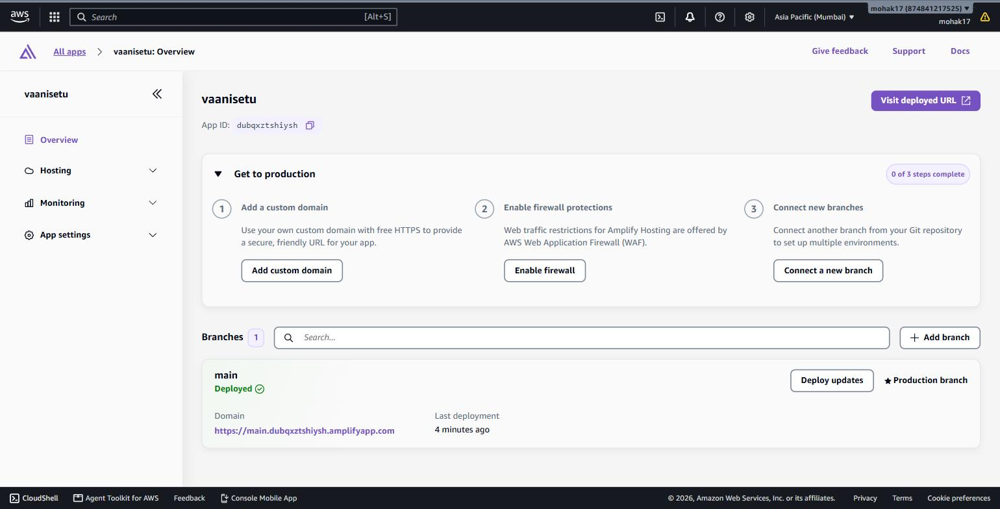 aws
Search [Alt+S]
Asia Pacific (Mumbai)
mohak17 (874841217525)
mohak17
All apps
vaanisetu: Overview
Give feedback
Support
Docs
vaanisetu
Overview
Hosting
Monitoring
App settings
vaanisetu
App ID: dubqxztshiysh
Visit deployed URL
Get to production
0 of 3 steps complete
1
Add a custom domain
Use your own custom domain with free HTTPS to provide
a secure, friendly URL for your app.
Add custom domain
2
Enable firewall protections
Web traffic restrictions for Amplify Hosting are offered by
AWS Web Application Firewall (WAF).
Enable firewall
3
Connect new branches
Connect another branch from your Git repository
to set up multiple environments.
Connect a new branch
Branches 1
Search...
Add branch
main
Deployed
Deploy updates
Production branch
Domain
https://main.dubqxztshiysh.amplifyapp.com
Last deployment
4 minutes ago
CloudShell
Agent Toolkit for AWS
Feedback
Console Mobile App
© 2026, Amazon Web Services, Inc. or its affiliates.
Privacy
Terms
Cookie preferences